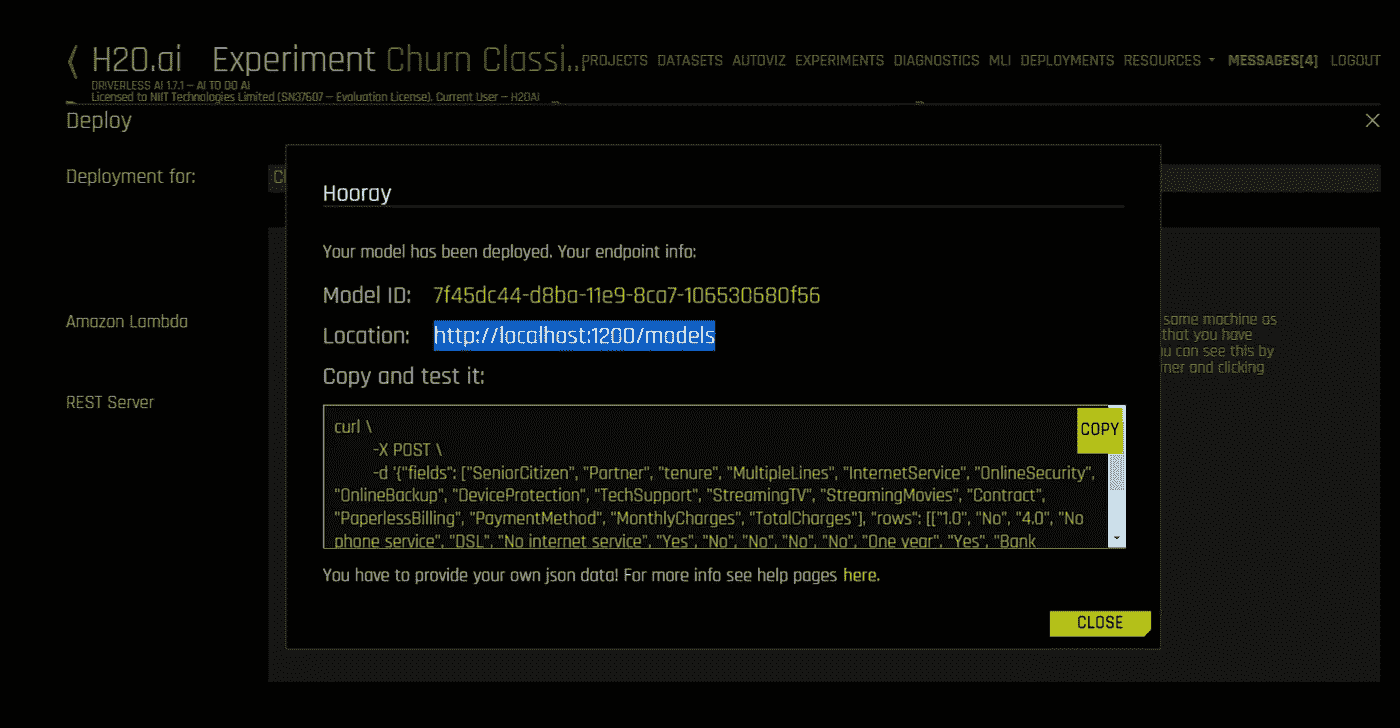 H2O.ai Experiment Churn Classi... PROJECTS DATASETS AUTOVIZ EXPERIMENTS DIAGNOSTICS MLI DEPLOYMENTS RESOURCES MESSAGES[4] LOGOUT
DRIVERLESS AI 1.7.1 – AI TO DO AI
Licensed to NIIT Technologies Limited (SN37607 – Evaluation License). Current User – H2OAI
Deploy
Deployment for:
Hooray
Your model has been deployed. Your endpoint info:
Model ID: 7f45dc44-d8ba-11e9-8ca7-106530680f56
Location: http://localhost:1200/models
Copy and test it:
curl \
COPY
-X POST \
-d '{"fields": ["SeniorCitizen", "Partner", "tenure", "MultipleLines", "InternetService", "OnlineSecurity",
"OnlineBackup", "DeviceProtection", "TechSupport", "StreamingTV", "StreamingMovies", "Contract",
"PaperlessBilling", "PaymentMethod", "MonthlyCharges", "TotalCharges"], "rows": [["1.0", "No", "4.0", "No
phone service", "DSL", "No internet service", "Yes", "No", "No", "No", "No", "One year", "Yes", "Bank
You have to provide your own json data! For more info see help pages here.
CLOSE
Amazon Lambda
REST Server
same machine as
that you have
u can see this by
ner and clicking